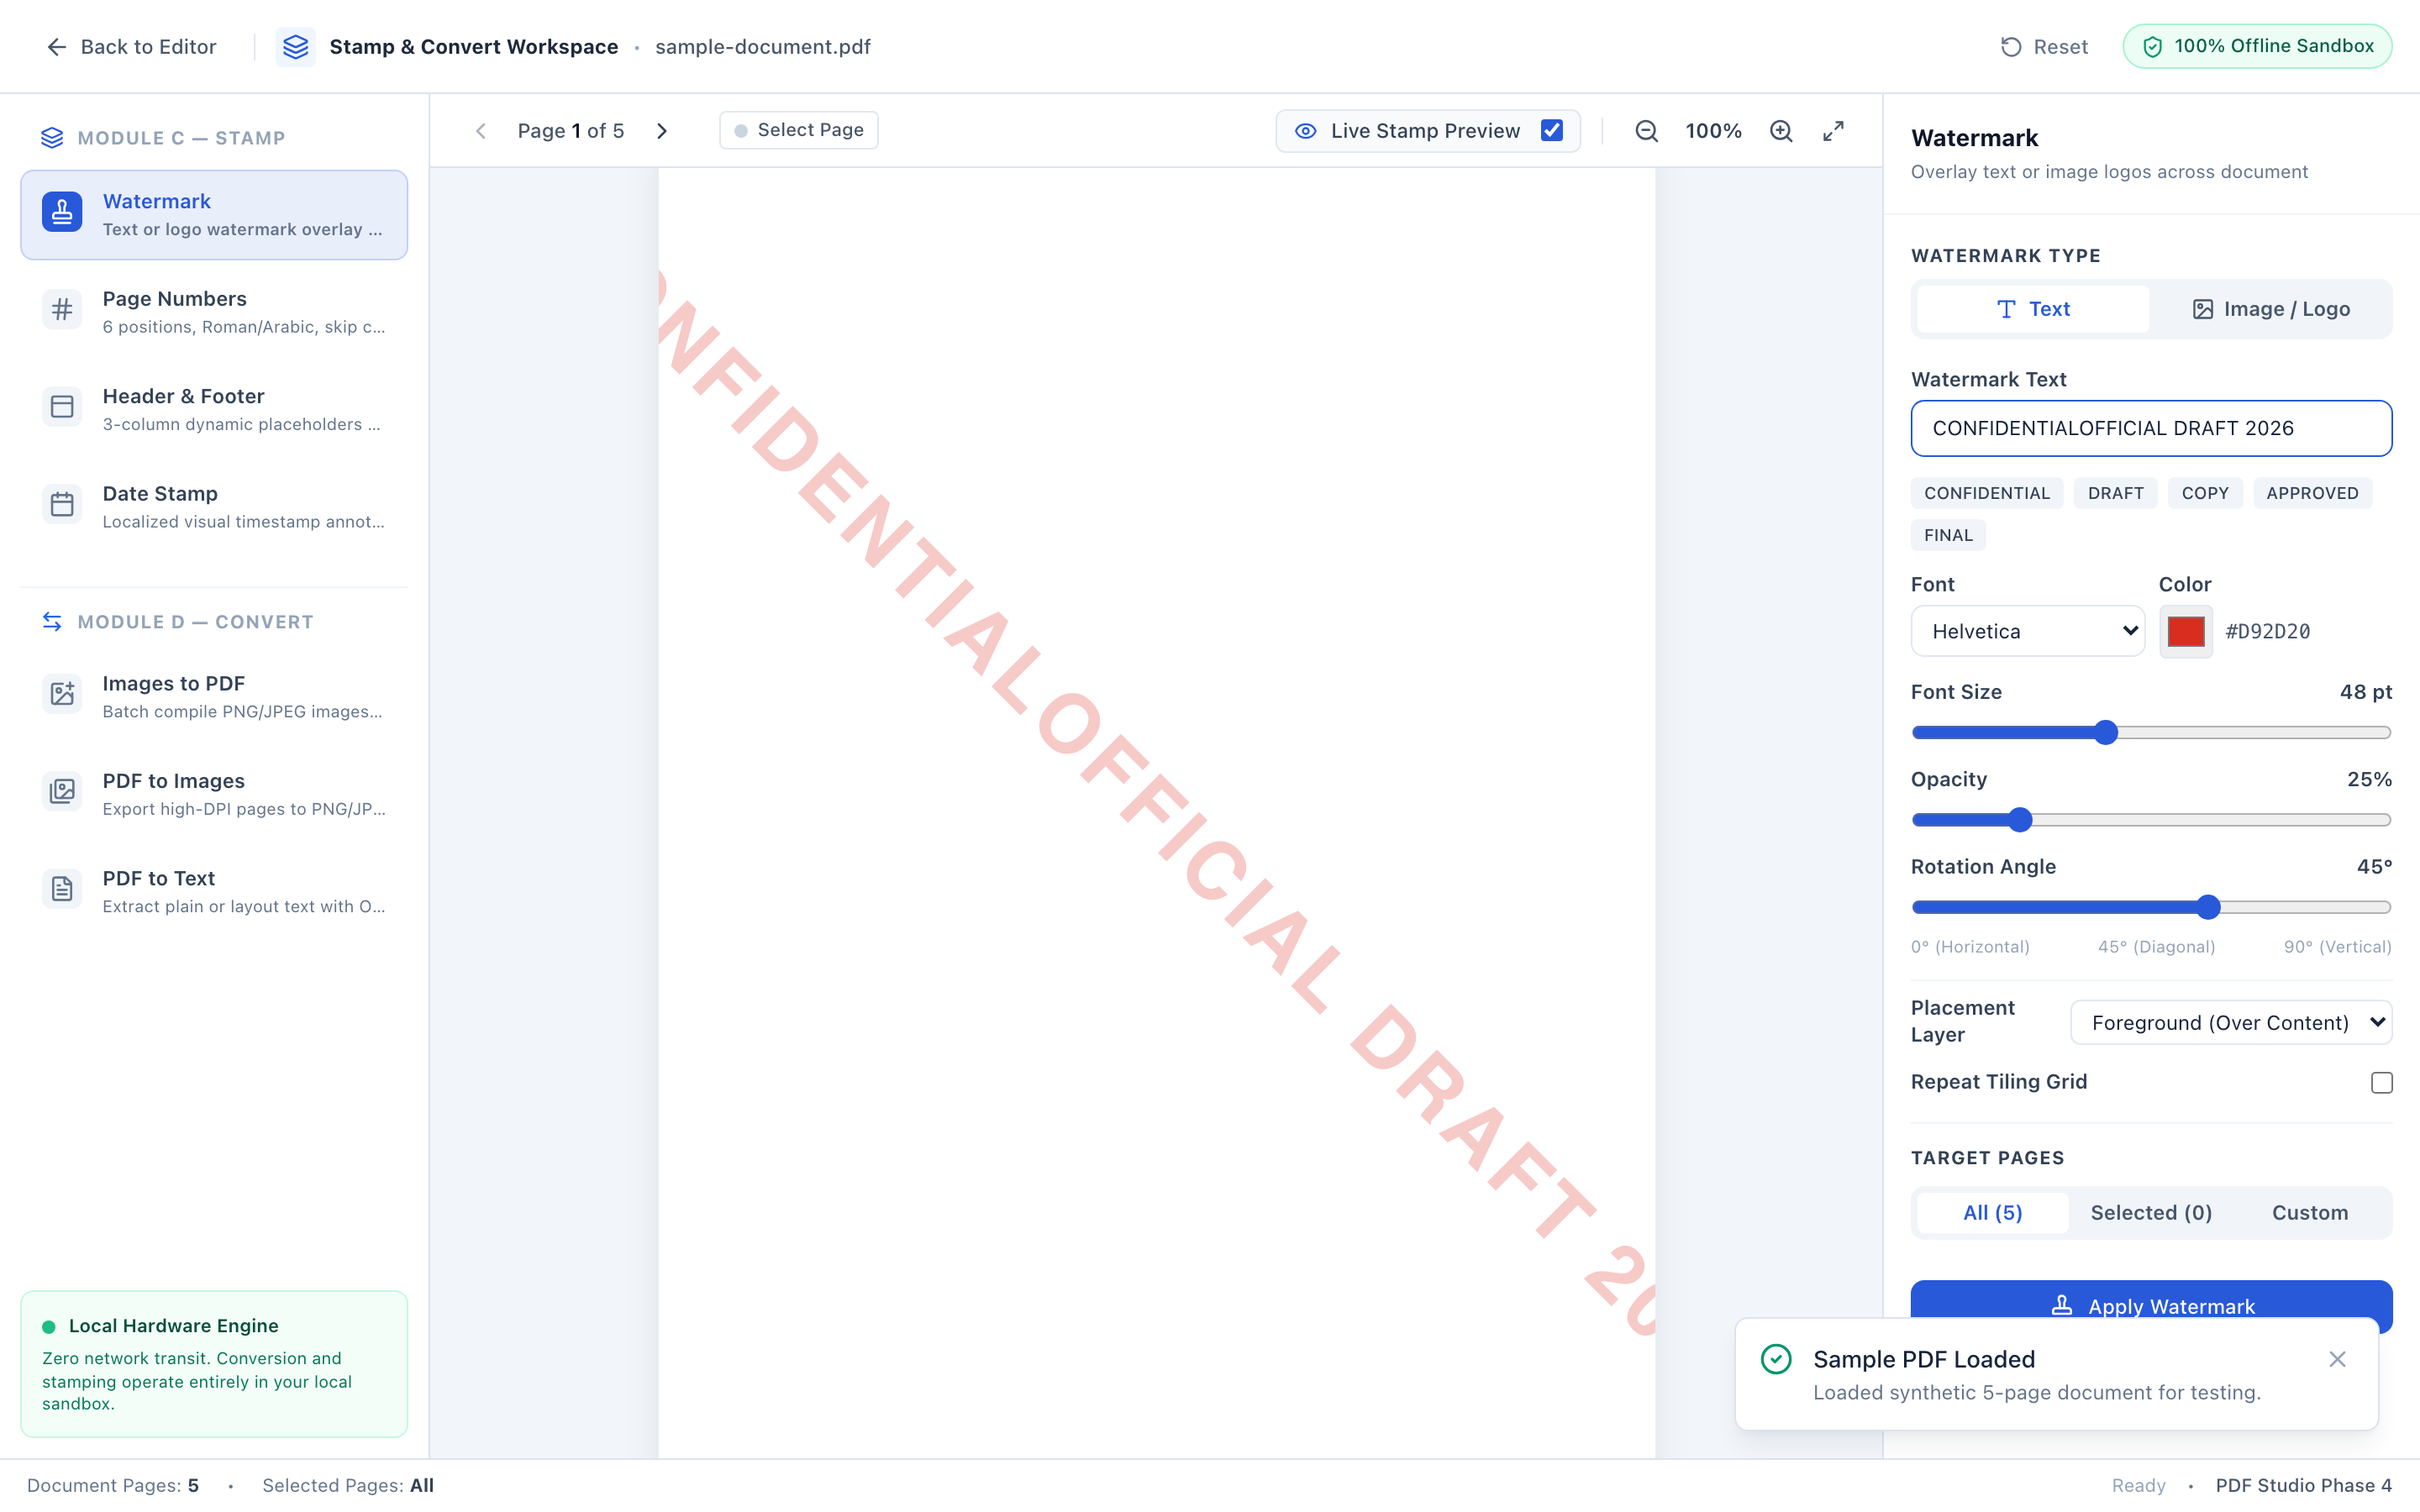 Back to Editor
Stamp & Convert Workspace • sample-document.pdf
Reset
100% Offline Sandbox
MODULE C — STAMP
Watermark
Text or logo watermark overlay ...
Page Numbers
6 positions, Roman/Arabic, skip c...
Header & Footer
3-column dynamic placeholders ...
Date Stamp
Localized visual timestamp annot...
MODULE D — CONVERT
Images to PDF
Batch compile PNG/JPEG images...
PDF to Images
Export high-DPI pages to PNG/JP...
PDF to Text
Extract plain or layout text with O...
Local Hardware Engine
Zero network transit. Conversion and
stamping operate entirely in your local
sandbox.
Page 1 of 5
Select Page
Live Stamp Preview
100%
ONFIDENTIALOFFICIAL DRAFT 20
Watermark
Overlay text or image logos across document
WATERMARK TYPE
Text
Image / Logo
Watermark Text
CONFIDENTIALOFFICIAL DRAFT 2026
CONFIDENTIAL DRAFT COPY APPROVED
FINAL
Font Color
Helvetica #D92D20
Font Size 48 pt
Opacity 25%
Rotation Angle 45°
0° (Horizontal) 45° (Diagonal) 90° (Vertical)
Placement
Layer
Foreground (Over Content)
Repeat Tiling Grid
TARGET PAGES
All (5) Selected (0) Custom
Apply Watermark
Sample PDF Loaded
Loaded synthetic 5-page document for testing.
Document Pages: 5 • Selected Pages: All
Ready • PDF Studio Phase 4